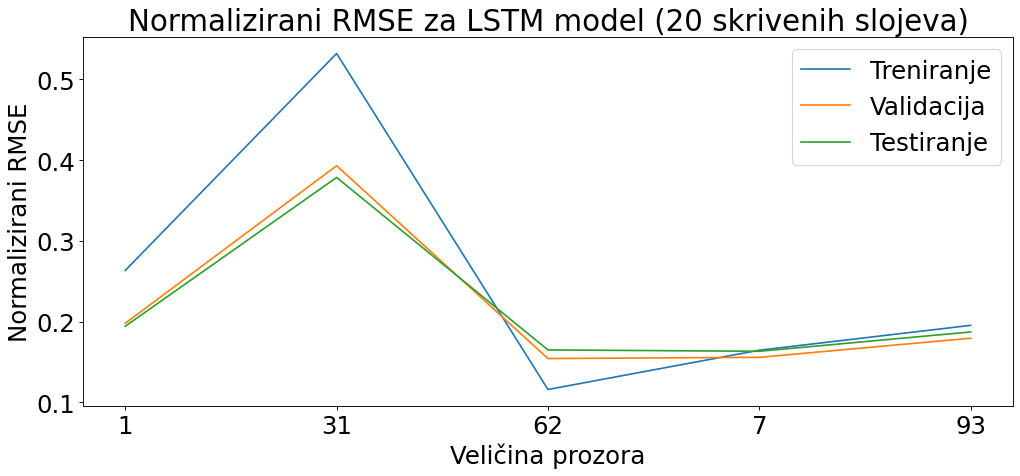 Normalizirani RMSE za LSTM model (20 skrivenih slojeva)
Normalizirani RMSE
0.5
0.4
0.3
0.2
0.1
Treniranje
Validacija
Testiranje
1 31 62 7 93
Veličina prozora